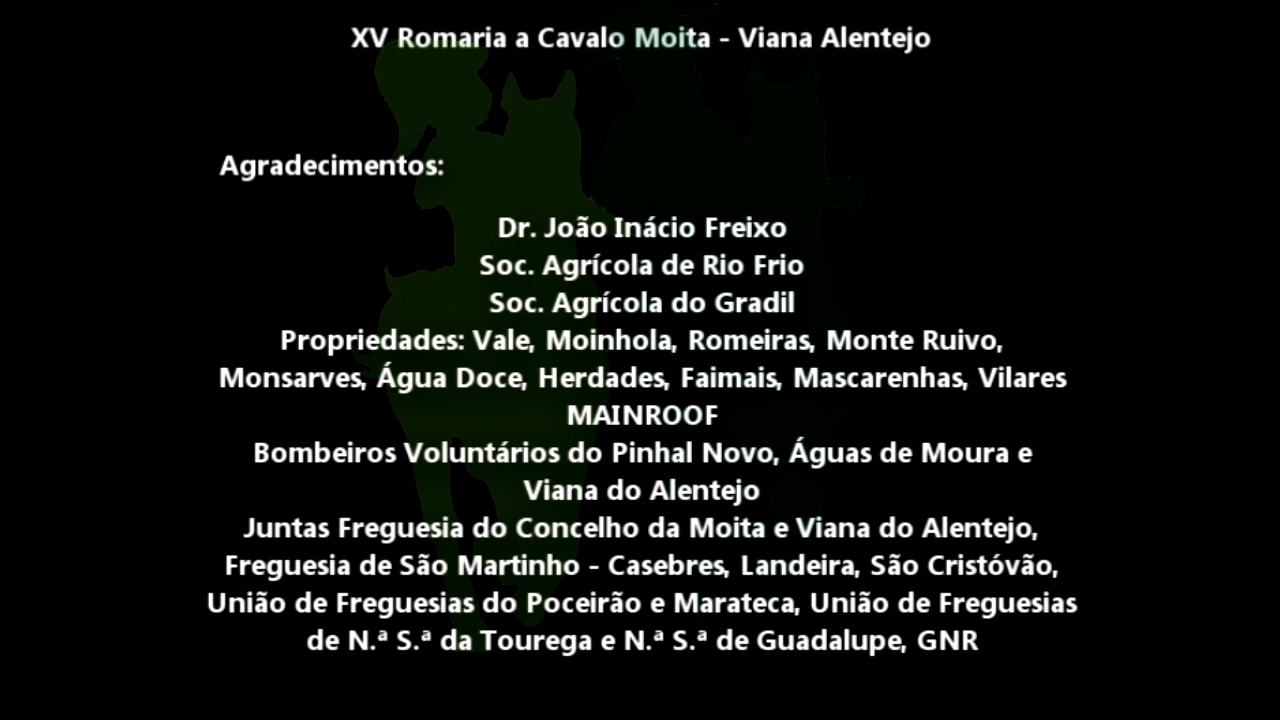 XV Romaria a Cavalo Moita - Viana Alentejo
Agradecimentos:
Dr. João Inácio Freixo
Soc. Agrícola de Rio Frio
Soc. Agrícola do Gradil
Propriedades: Vale, Moinhola, Romeiras, Monte Ruivo,
Monsarves, Água Doce, Herdades, Faimais, Mascarenhas, Vilares
MAINROOF
Bombeiros Voluntários do Pinhal Novo, Águas de Moura e
Viana do Alentejo
Juntas Freguesia do Concelho da Moita e Viana do Alentejo,
Freguesia de São Martinho - Casebres, Landeira, São Cristóvão,
União de Freguesias do Poceirão e Marateca, União de Freguesias
de N.ª S.ª da Tourega e N.ª S.ª de Guadalupe, GNR